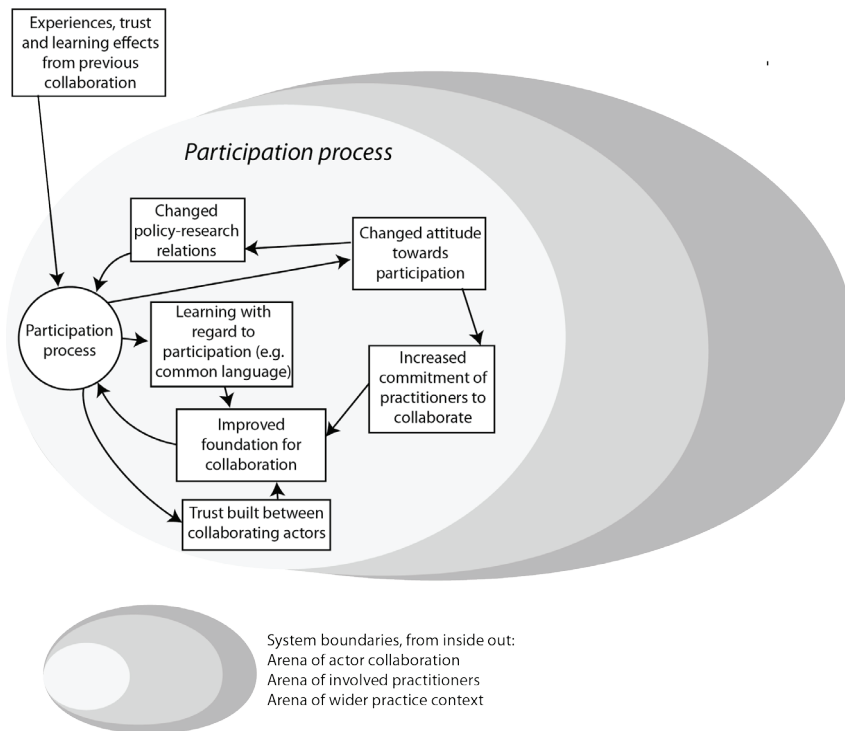 Experiences, trust
and learning effects
from previous
collaboration
Participation process
Changed
policy-research
relations
Changed attitude
towards
participation
Participation
process
Learning with
regard to
participation (e.g.
common language)
Increased
commitment of
practitioners to
collaborate
Improved
foundation for
collaboration
Trust built between
collaborating actors
System boundaries, from inside out:
Arena of actor collaboration
Arena of involved practitioners
Arena of wider practice context